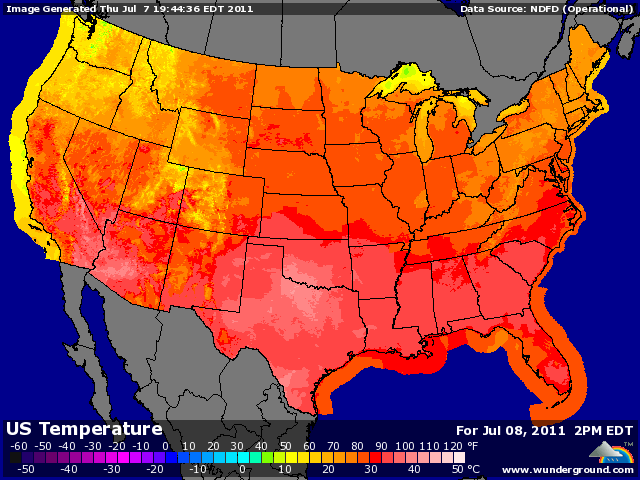 Image Generated Thu Jul 7 19:44:36 EDT 2011 Data Source: NDFD (Operational)
US Temperature For Jul 08, 2011 2PM EDT
-60 -50 -40 -30 -20 -10 0 10 20 30 40 50 60 70 80 90 100 110 120 °F
-50 -40 -30 -20 -10 0 10 20 30 40 50 °C
www.wunderground.com
TM